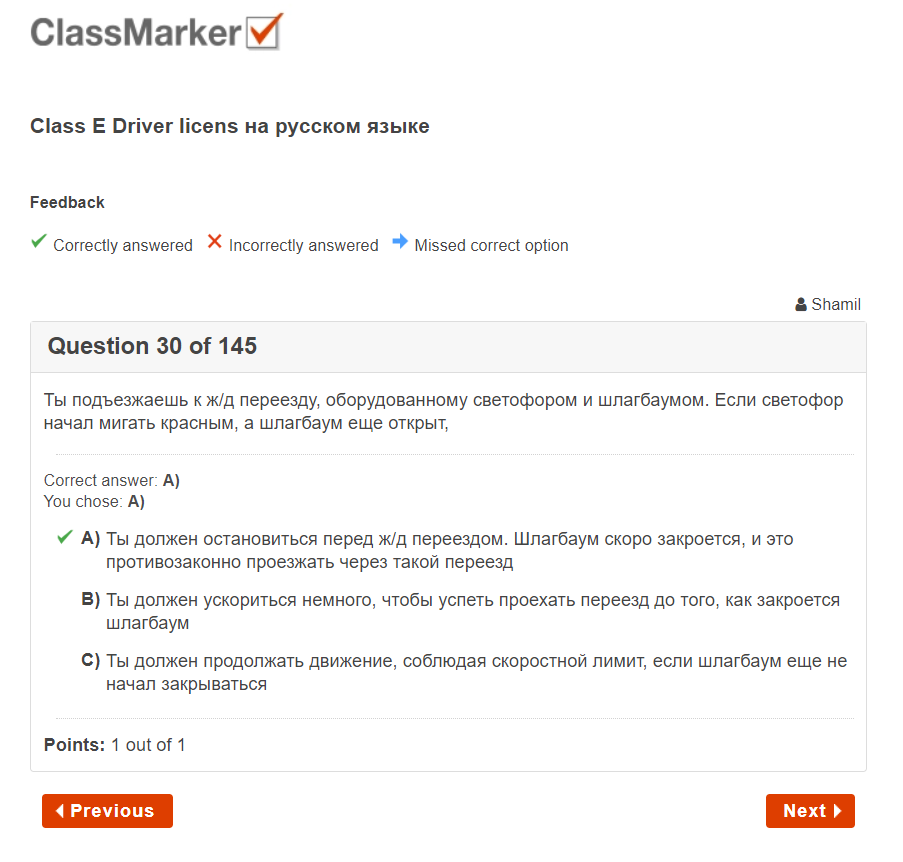 ClassMarker
Class E Driver licens на русском языке
Feedback
Correctly answered Incorrectly answered Missed correct option
Shamil
Question 30 of 145
Ты подъезжаешь к ж/д переезду, оборудованному светофором и шлагбаумом. Если светофор
начал мигать красным, а шлагбаум еще открыт,
Correct answer: A)
You chose: A)
A) Ты должен остановиться перед ж/д переездом. Шлагбаум скоро закроется, и это
противозаконно проезжать через такой переезд
B) Ты должен ускориться немного, чтобы успеть проехать переезд до того, как закроется
шлагбаум
C) Ты должен продолжать движение, соблюдая скоростной лимит, если шлагбаум еще не
начал закрываться
Points: 1 out of 1
Previous
Next